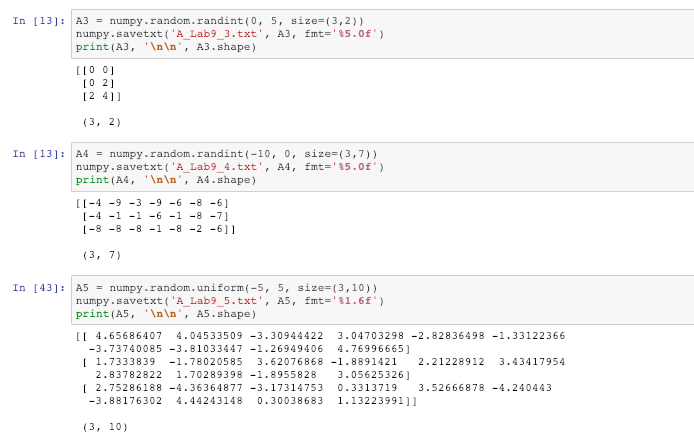 In [13]: A3 = numpy.random.randint(0, 5, size=(3,2))
numpy.savetxt('A_Lab9_3.txt', A3, fmt='%5.0f')
print(A3, '\n\n', A3.shape)
[[0 0]
[0 2]
[2 4]]
(3, 2)
In [13]: A4 = numpy.random.randint(-10, 0, size=(3,7))
numpy.savetxt('A_Lab9_4.txt', A4, fmt='%5.0f')
print(A4, '\n\n', A4.shape)
[[-4 -9 -3 -9 -6 -8 -6]
[-4 -1 -1 -6 -1 -8 -7]
[-8 -8 -8 -1 -8 -2 -6]]
(3, 7)
In [43]: A5 = numpy.random.uniform(-5, 5, size=(3,10))
numpy.savetxt('A_Lab9_5.txt', A5, fmt='%1.6f')
print(A5, '\n\n', A5.shape)
[[ 4.65686407  4.04533509 -3.30944422  3.04703298 -2.82836498 -1.33122366
-3.73740085 -3.81033447 -1.26949406  4.76996665]
[ 1.7333839  -1.78020585  3.62076868 -1.8891421   2.21228912  3.43417954
2.83782822  1.70289398 -1.8955828   3.05625326]
[ 2.75286188 -4.36364877 -3.17314753  0.3313719   3.52666878 -4.240443
-3.88176302  4.44243148  0.30038683  1.13223991]]
(3, 10)